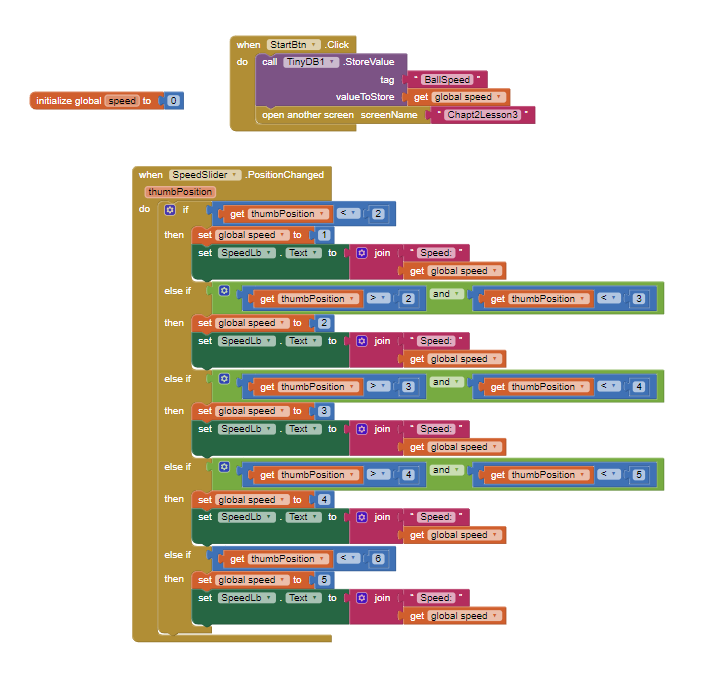 when StartBtn .Click
do call TinyDB1 .StoreValue
tag " BallSpeed "
valueToStore get global speed
open another screen screenName " Chapt2Lesson3 "
initialize global speed to 0
when SpeedSlider .PositionChanged
thumbPosition
do if get thumbPosition < 2
then set global speed to 1
set SpeedLb . Text to join " Speed: "
get global speed
else if get thumbPosition > 2 and get thumbPosition < 3
then set global speed to 2
set SpeedLb . Text to join " Speed: "
get global speed
else if get thumbPosition > 3 and get thumbPosition < 4
then set global speed to 3
set SpeedLb . Text to join " Speed: "
get global speed
else if get thumbPosition > 4 and get thumbPosition < 5
then set global speed to 4
set SpeedLb . Text to join " Speed: "
get global speed
else if get thumbPosition < 6
then set global speed to 5
set SpeedLb . Text to join " Speed: "
get global speed